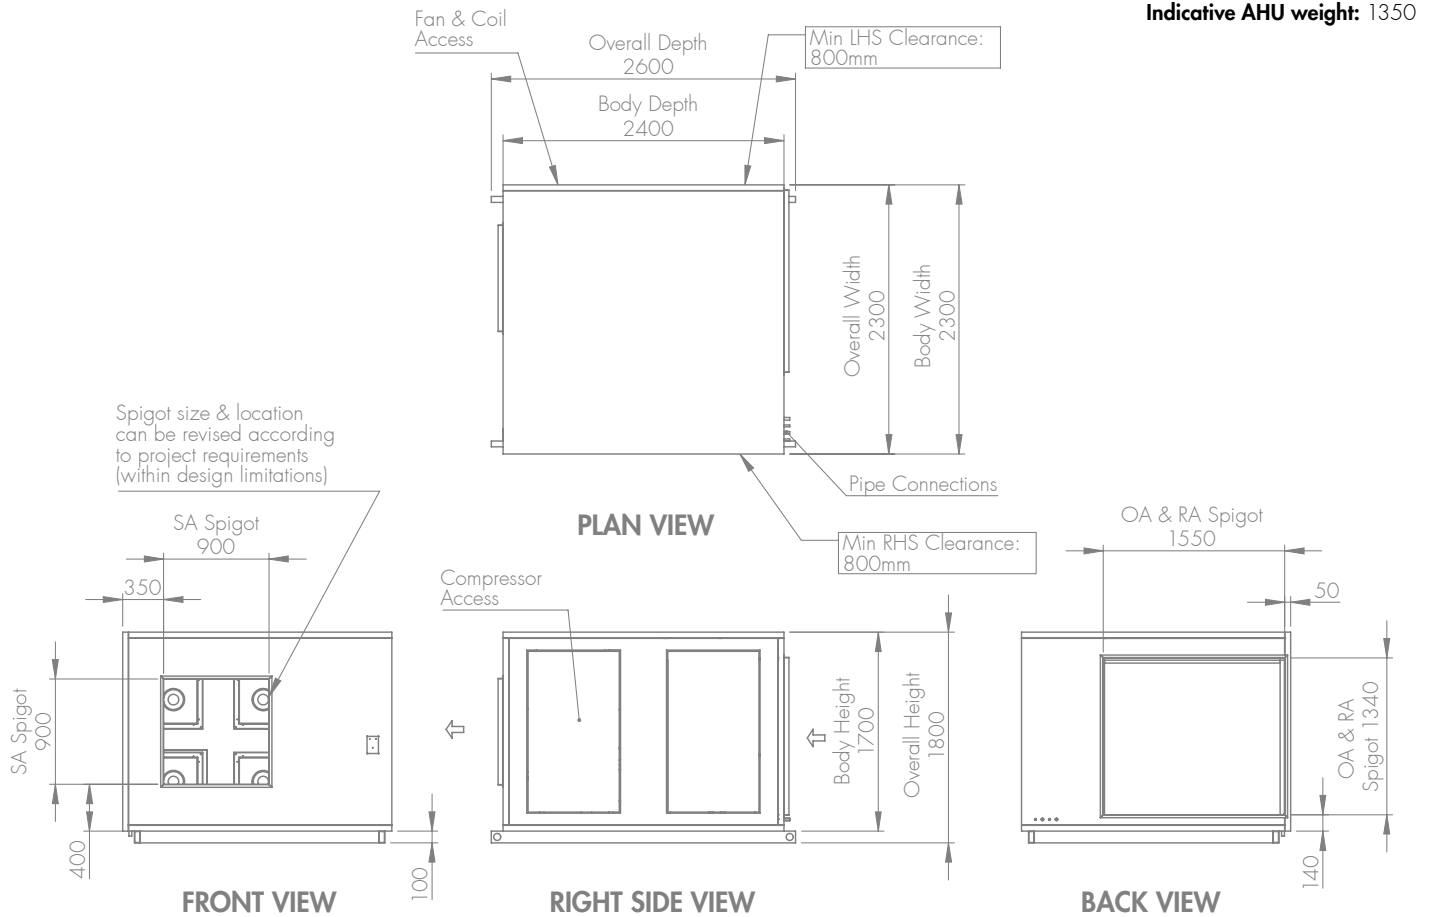 Indicative AHU weight: 1350
Fan & Coil
Access
Overall Depth
2600
Min LHS Clearance:
800mm
Body Depth
2400
Overall Width
2300
Body Width
2300
Pipe Connections
PLAN VIEW
Min RHS Clearance:
800mm
Spigot size & location
can be revised according
to project requirements
(within design limitations)
SA Spigot
900
350
SA Spigot
900
400
100
FRONT VIEW
Compressor
Access
Body Height
1700
Overall Height
1800
RIGHT SIDE VIEW
OA & RA Spigot
1550
50
OA & RA
Spigot 1340
140
BACK VIEW